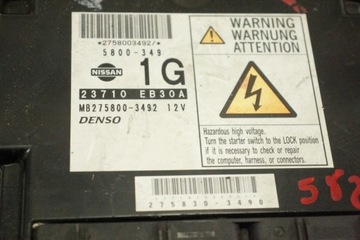 *2758003492/*
5800-349
NISSAN
1G
23710 EB30A
MB275800-3492 12V
DENSO
WARNING
WARNUNG
ATTENTION
Hazardous high voltage.
Turn the starter switch to the LOCK position
if it is necessary to check or repair
the computer, harness, or connectors.
275830-3490